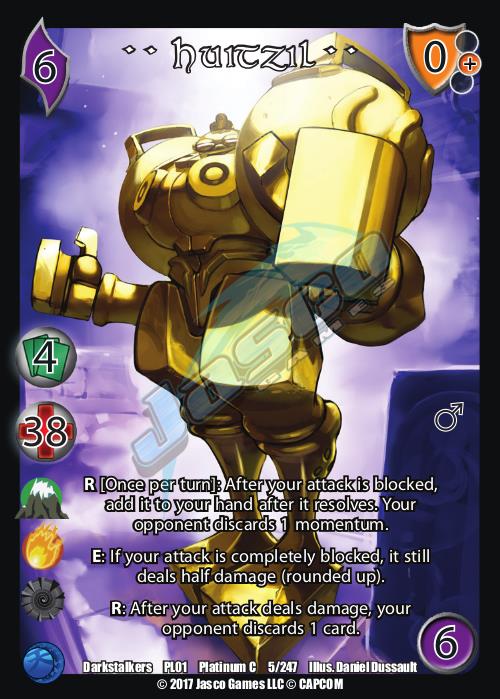 6
·· huitzil ··
0
+
Jasco
GAMES
4
38
R [Once per turn]: After your attack is blocked,
add it to your hand after it resolves. Your
opponent discards 1 momentum.
E: If your attack is completely blocked, it still
deals half damage (rounded up).
R: After your attack deals damage, your
opponent discards 1 card.
6
Darkstalkers PL01 Platinum C 5/247 Illus. Daniel Dussault
© 2017 Jasco Games LLC © CAPCOM